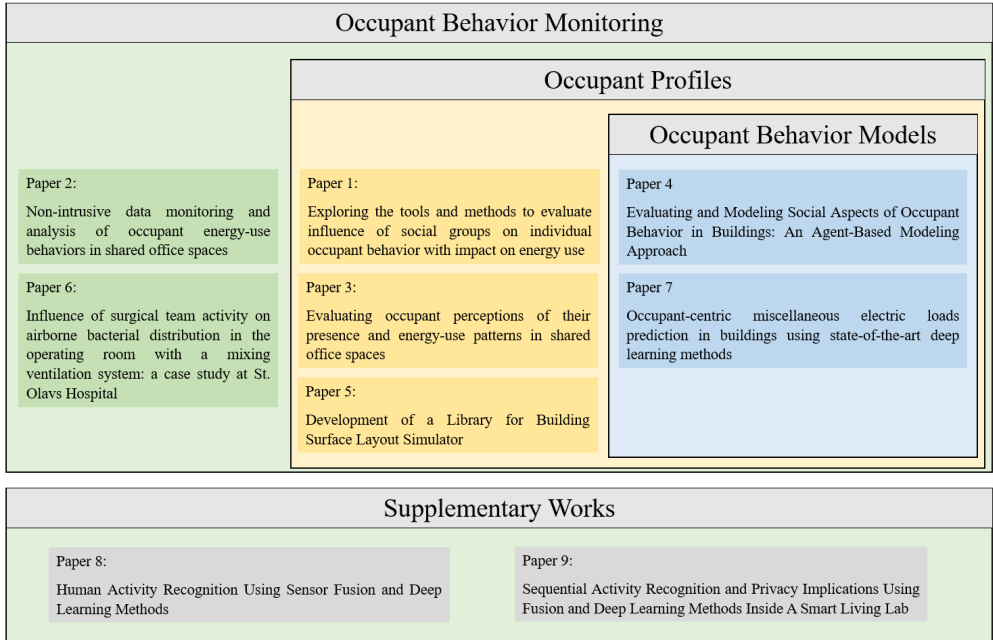 Occupant Behavior Monitoring
Occupant Profiles
Occupant Behavior Models
Paper 2:
Non-intrusive data monitoring and
analysis of occupant energy-use
behaviors in shared office spaces
Paper 6:
Influence of surgical team activity on
airborne bacterial distribution in the
operating room with a mixing
ventilation system: a case study at St.
Olavs Hospital
Paper 1:
Exploring the tools and methods to evaluate
influence of social groups on individual
occupant behavior with impact on energy use
Paper 3:
Evaluating occupant perceptions of their
presence and energy-use patterns in shared
office spaces
Paper 5:
Development of a Library for Building
Surface Layout Simulator
Paper 4
Evaluating and Modeling Social Aspects of Occupant
Behavior in Buildings: An Agent-Based Modeling
Approach
Paper 7
Occupant-centric miscellaneous electric loads
prediction in buildings using state-of-the-art deep
learning methods
Supplementary Works
Paper 8:
Human Activity Recognition Using Sensor Fusion and Deep
Learning Methods
Paper 9:
Sequential Activity Recognition and Privacy Implications Using
Fusion and Deep Learning Methods Inside A Smart Living Lab